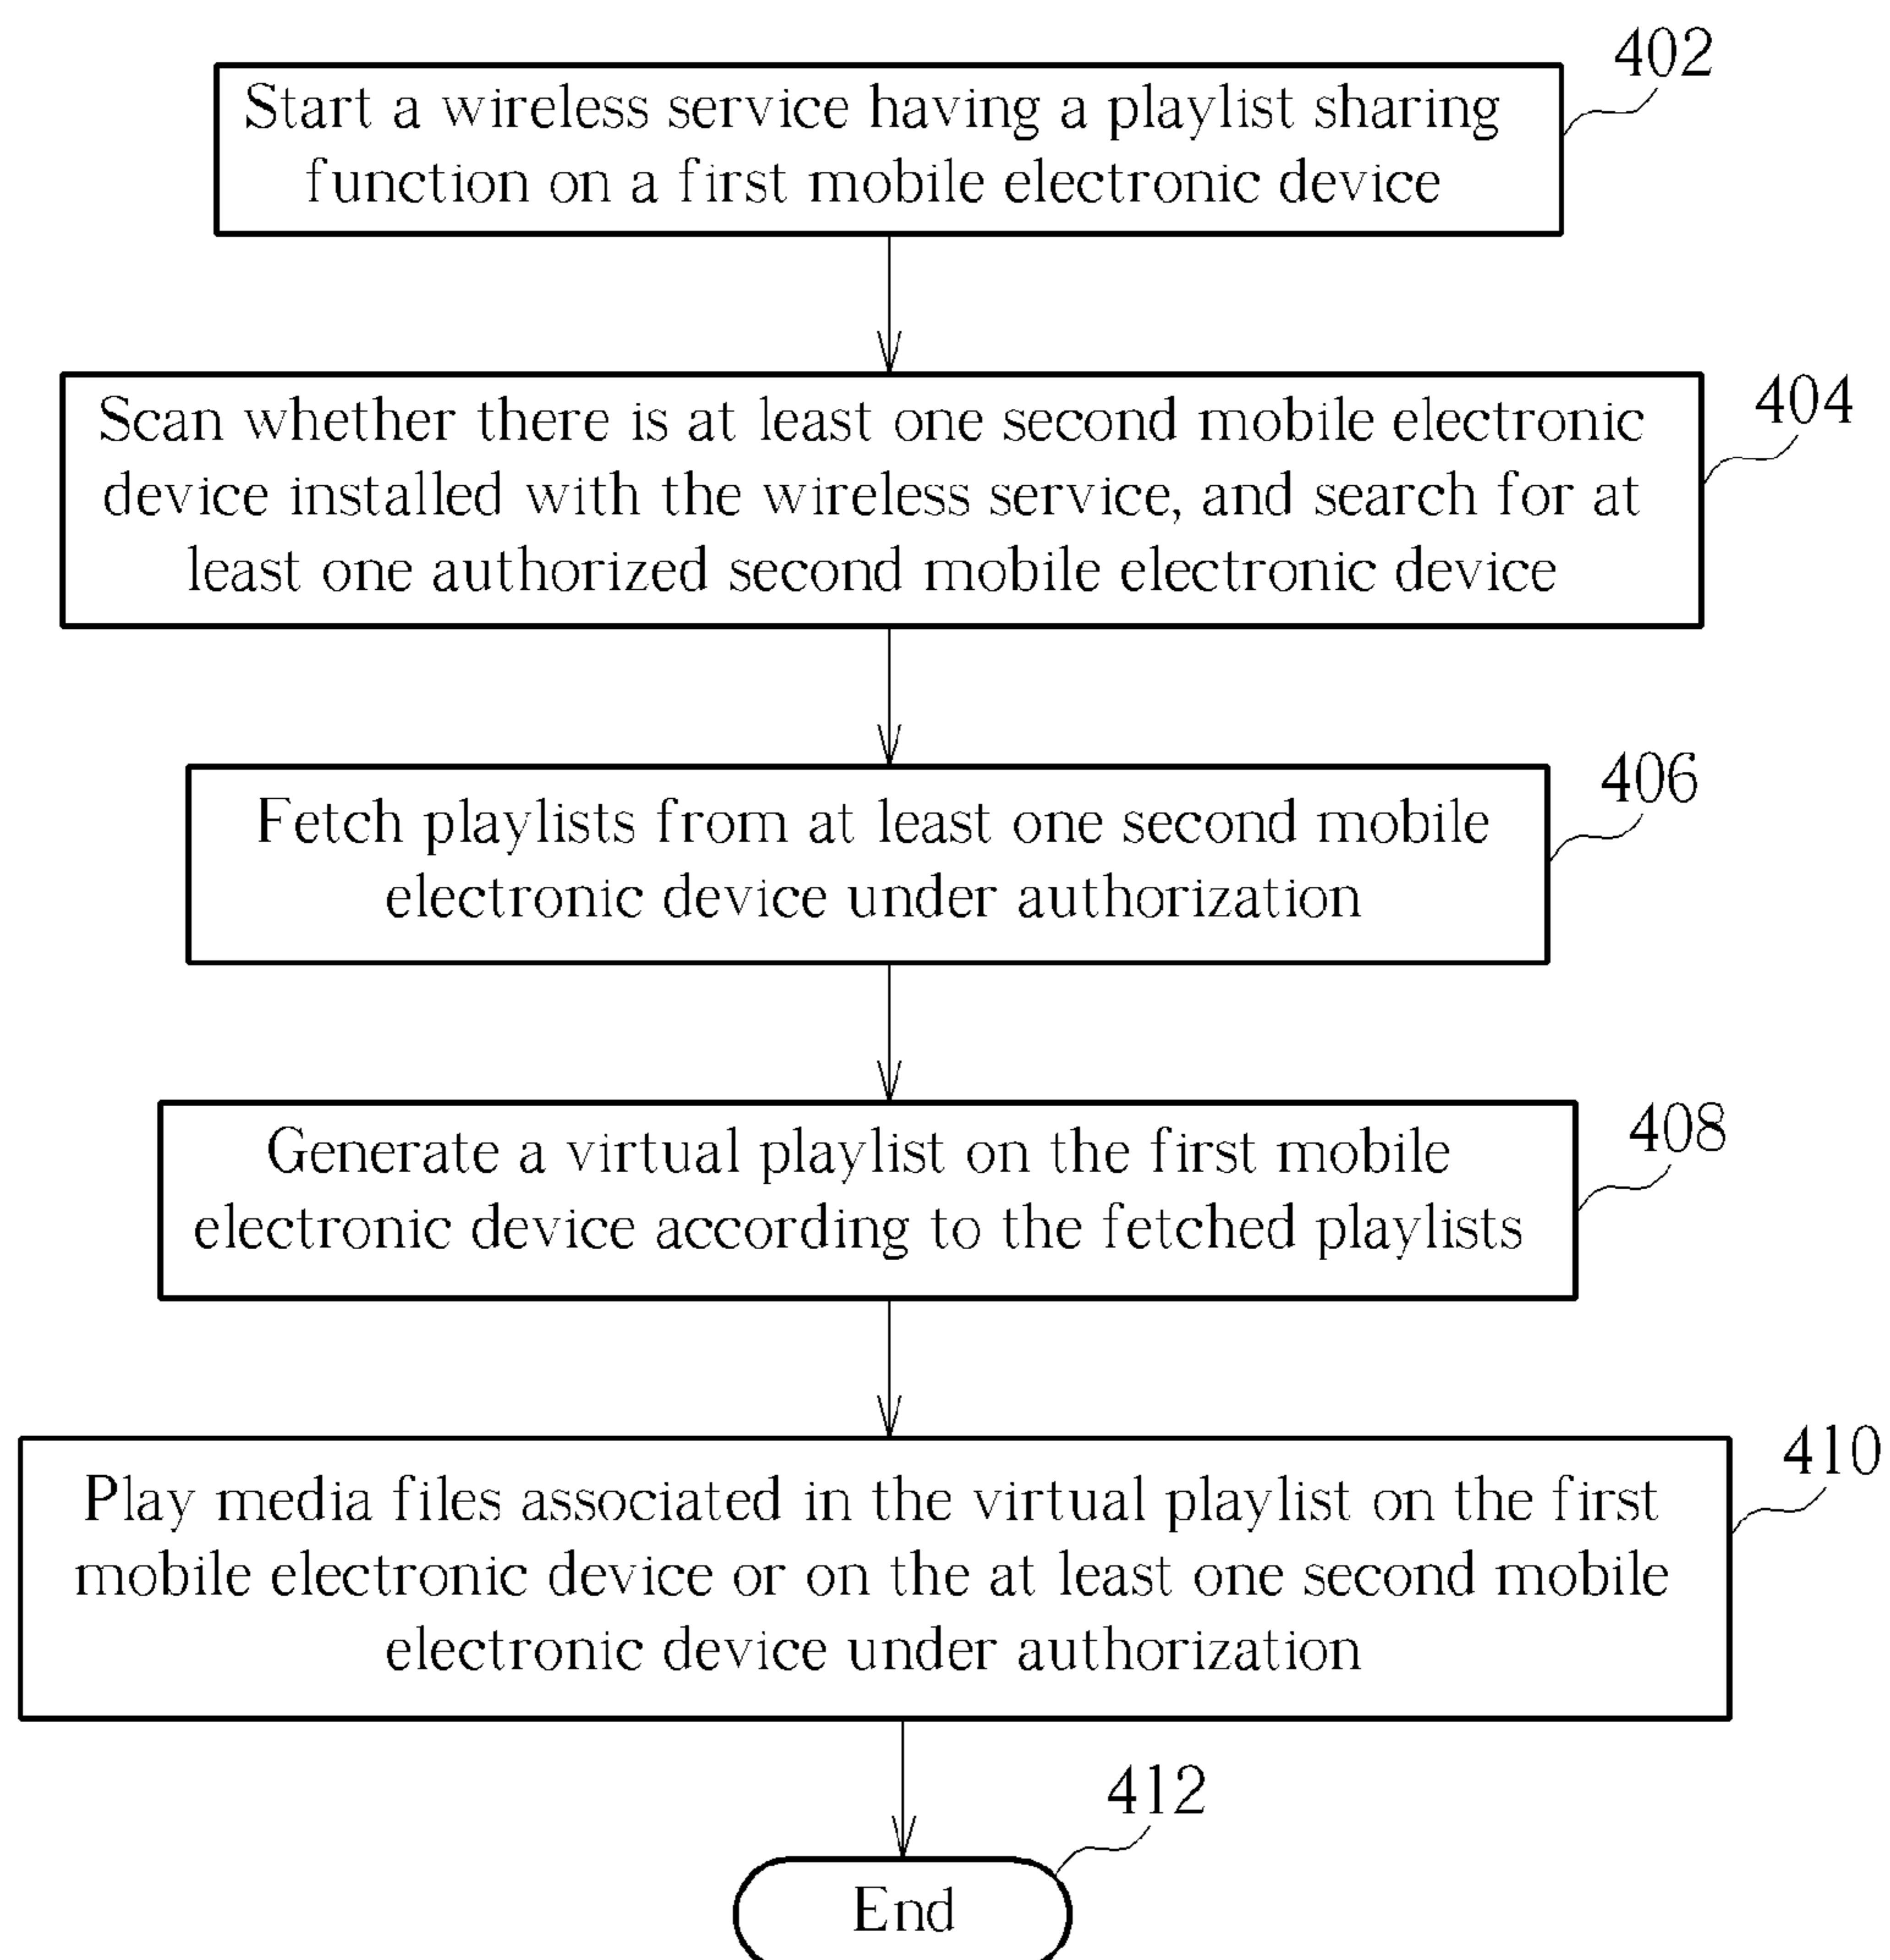 402
Start a wireless service having a playlist sharing
function on a first mobile electronic device
404
Scan whether there is at least one second mobile electronic
device installed with the wireless service, and search for at
least one authorized second mobile electronic device
406
Fetch playlists from at least one second mobile
electronic device under authorization
408
Generate a virtual playlist on the first mobile
electronic device according to the fetched playlists
410
Play media files associated in the virtual playlist on the first
mobile electronic device or on the at least one second mobile
electronic device under authorization
412
End